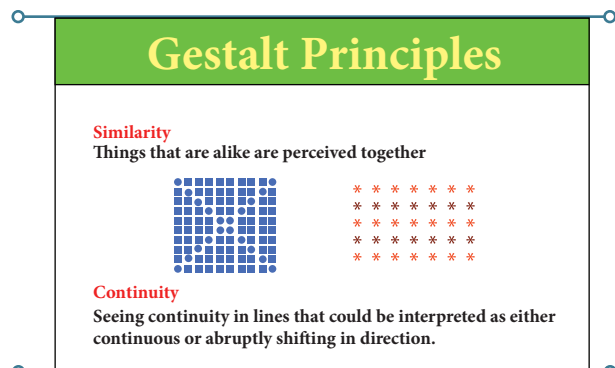 Gestalt Principles
Similarity
Things that are alike are perceived together
Continuity
Seeing continuity in lines that could be interpreted as either
continuous or abruptly shifting in direction.